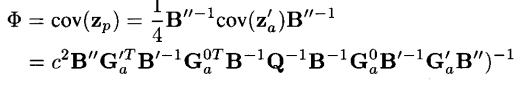 Φ = cov(z_p) = \frac{1}{4} B''^{-1} cov(z'_a) B''^{-1}
= c^2 B'' G'^T_a B'^{-1} G^{0T}_a B^{-1} Q^{-1} B^{-1} G^0_a B'^{-1} G'_a B'')^{-1}